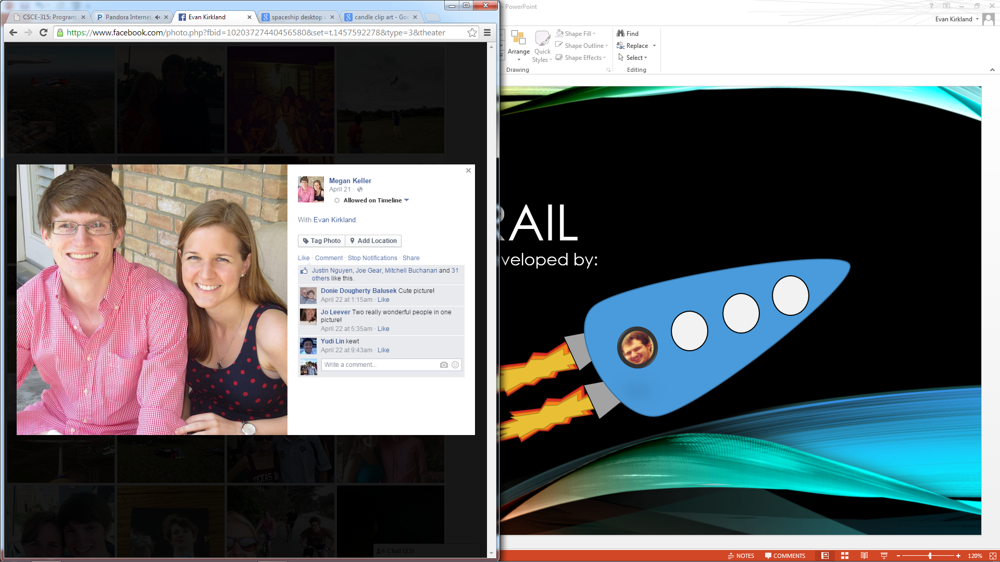 CSCE-315: Program
Pandora Internet
Evan Kirkland
spaceship desktop w
candle clip art - Goo
https://www.facebook.com/photo.php?fbid=10203727440456580&set=t.1457592278&type=3&theater
Megan Keller
April 21 ·
Allowed on Timeline
With Evan Kirkland.
Tag Photo
Add Location
Like · Comment · Stop Notifications · Share
Justin Nguyen, Joe Gear, Mitchell Buchanan and 31
others like this.
Donie Dougherty Balusek Cute picture!
April 22 at 1:15am · Like
Jo Leever Two really wonderful people in one
picture!
April 22 at 5:35am · Like
Yudi Lin kewt
April 22 at 9:43am · Like
Write a comment...
Chat (23)
- PowerPoint
Evan Kirkland
Arrange
Quick
Styles
Shape Fill
Shape Outline
Shape Effects
Drawing
Find
Replace
Select
Editing
RAIL
veloped by:
NOTES
COMMENTS
120%